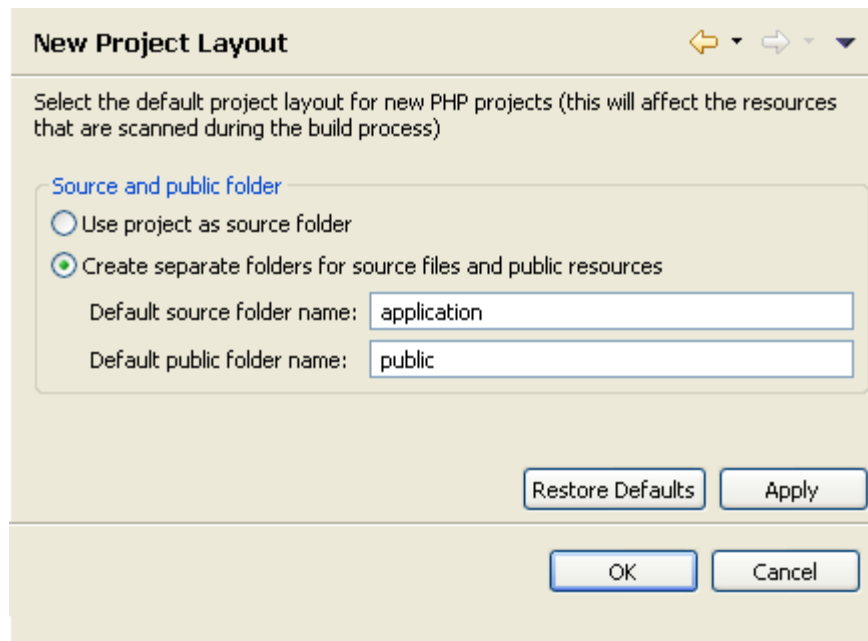 New Project Layout
Select the default project layout for new PHP projects (this will affect the resources
that are scanned during the build process)
Source and public folder
Use project as source folder
Create separate folders for source files and public resources
Default source folder name: application
Default public folder name: public
Restore Defaults Apply
OK Cancel